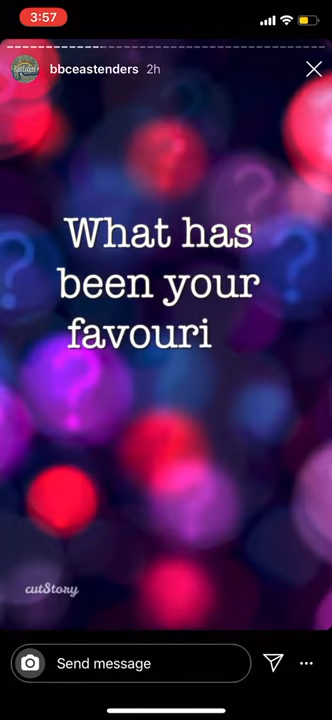 3:57
bbceastenders 2h
What has
been your
favouri
cutStory
Send message